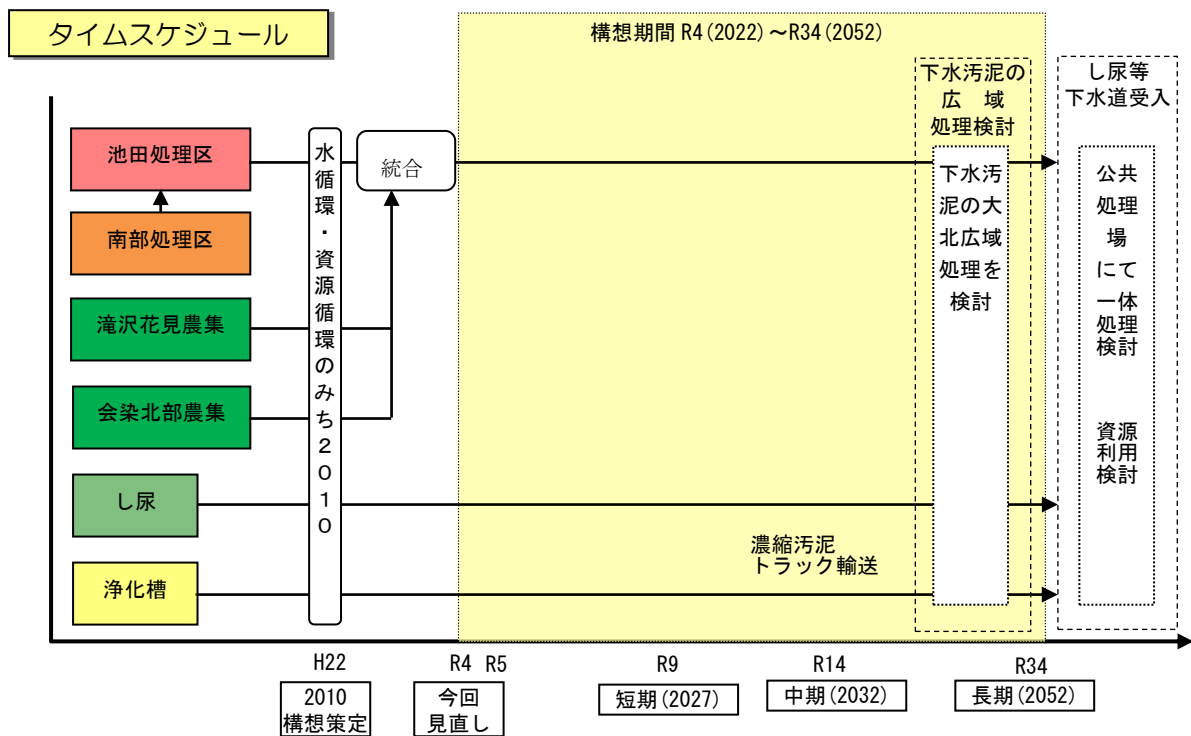 タイムスケジュール
構想期間 R4(2022)～R34(2052)
下水汚泥の
広 域
処理検討
し尿等
下水道受入
池田処理区
南部処理区
滝沢花見農集
会染北部農集
し尿
浄化槽
水循環・資源循環のみち2010
統合
下水汚
泥の大
北広域
処理を
検討
公共
処理
場
にて
一体
処理
検討
資源
利用
検討
濃縮汚泥
トラック輸送
H22
R4 R5
R9
R14
R34
2010
構想策定
今回
見直し
短期(2027)
中期(2032)
長期(2052)